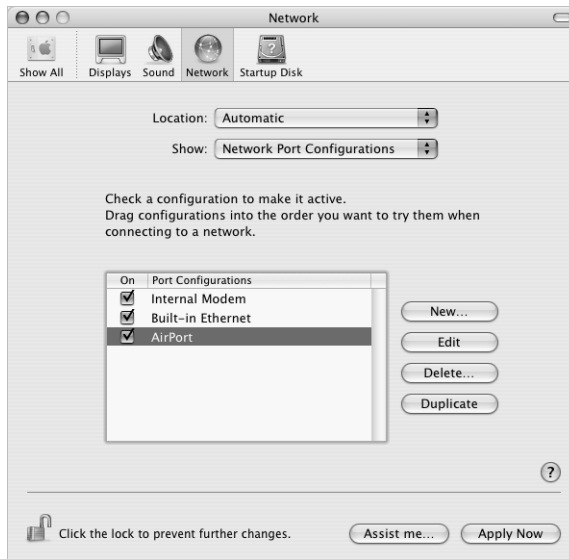 Network
Show All Displays Sound Network Startup Disk
Location: Automatic
Show: Network Port Configurations
Check a configuration to make it active.
Drag configurations into the order you want to try them when
connecting to a network.
On Port Configurations
Internal Modem
Built-in Ethernet
AirPort
New...
Edit
Delete...
Duplicate
?
Click the lock to prevent further changes. Assist me... Apply Now